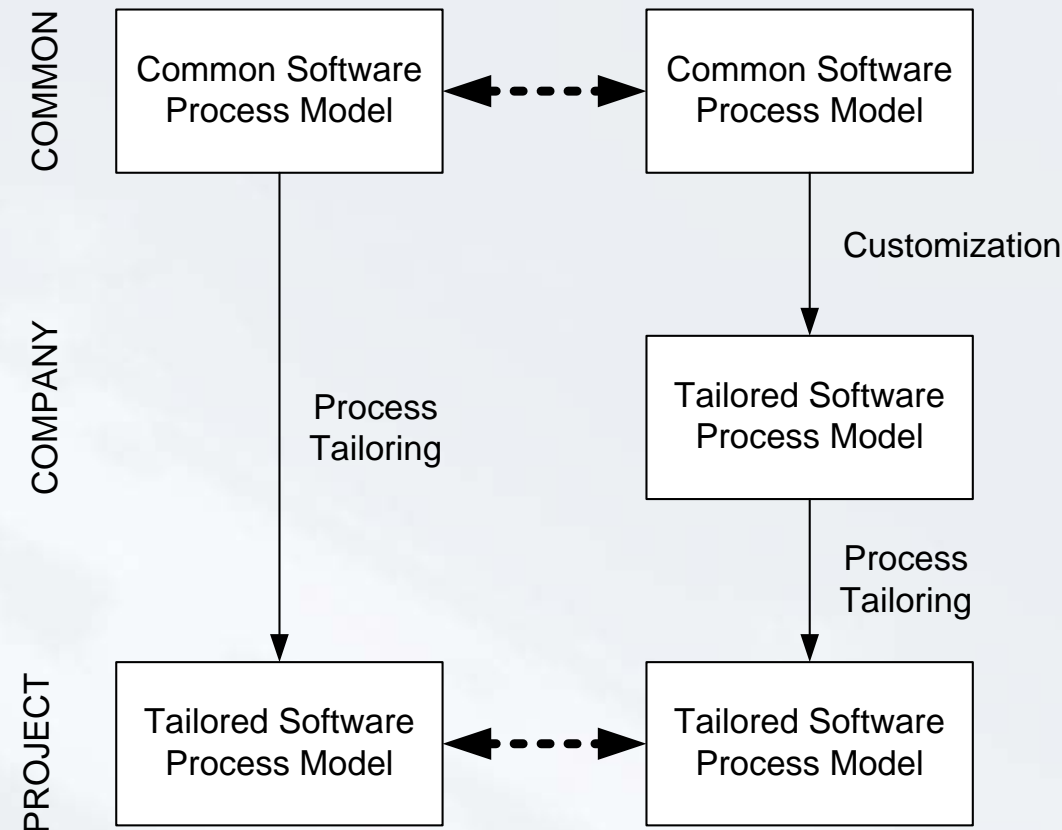 COMMON
Common Software
Process Model
Common Software
Process Model
Customization
COMPANY
Process
Tailoring
Tailored Software
Process Model
Process
Tailoring
PROJECT
Tailored Software
Process Model
Tailored Software
Process Model